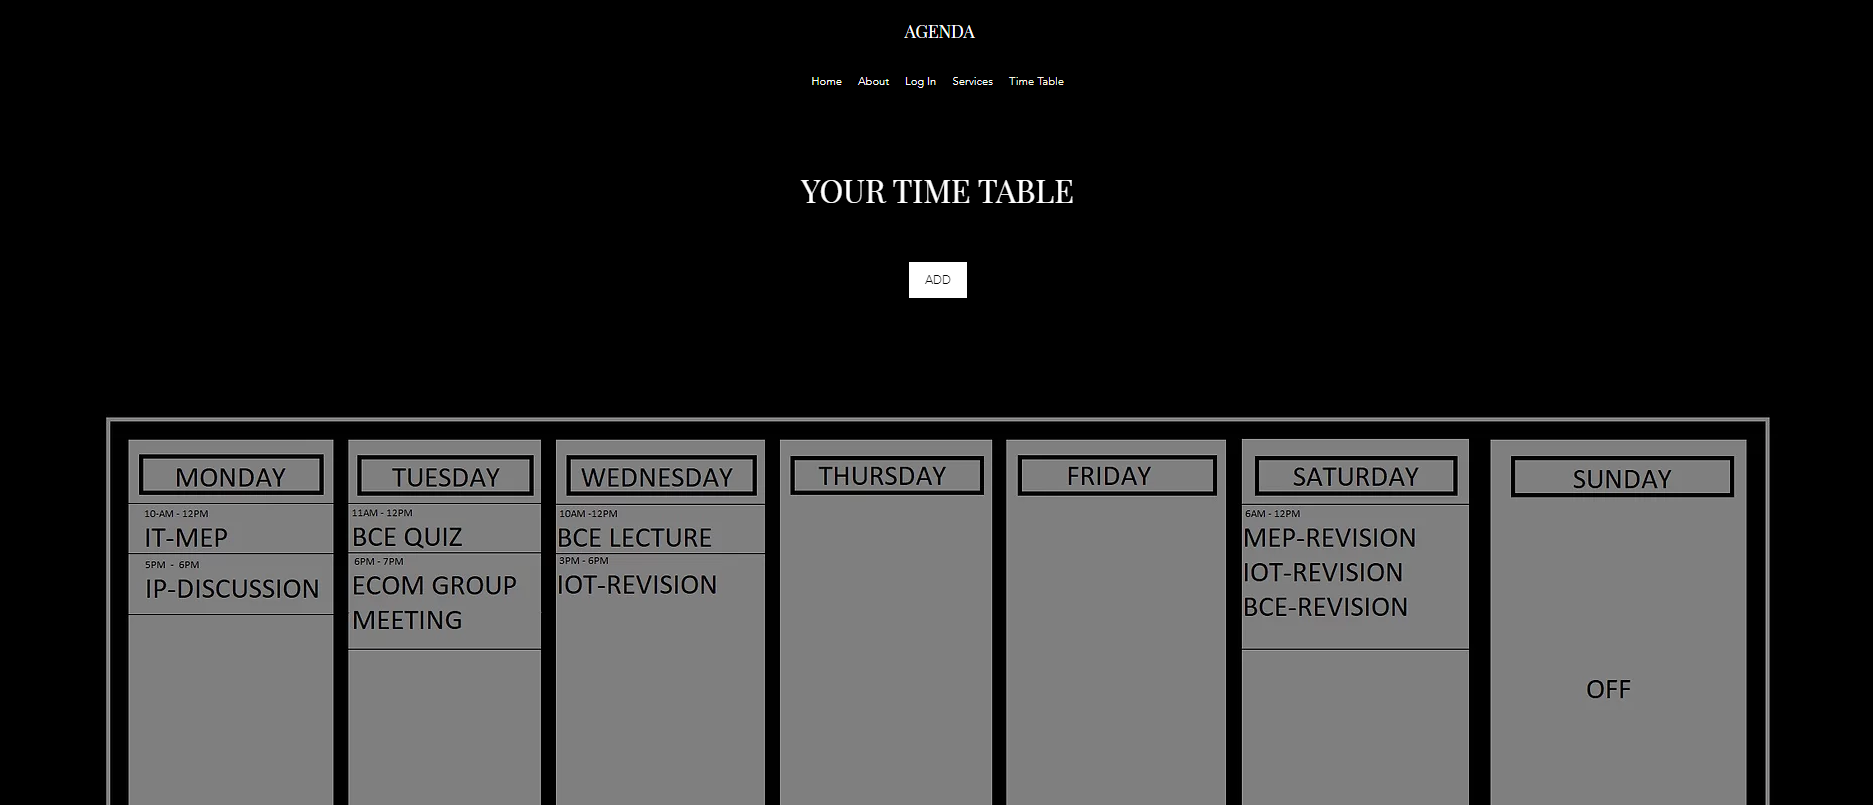 AGENDA
Home About Log In Services Time Table
YOUR TIME TABLE
ADD
MONDAY
10-AM - 12PM
IT-MEP
5PM - 6PM
IP-DISCUSSION
TUESDAY
11AM - 12PM
BCE QUIZ
6PM - 7PM
ECOM GROUP
MEETING
WEDNESDAY
10AM -12PM
BCE LECTURE
3PM - 6PM
IOT-REVISION
THURSDAY
FRIDAY
SATURDAY
6AM - 12PM
MEP-REVISION
IOT-REVISION
BCE-REVISION
SUNDAY
OFF